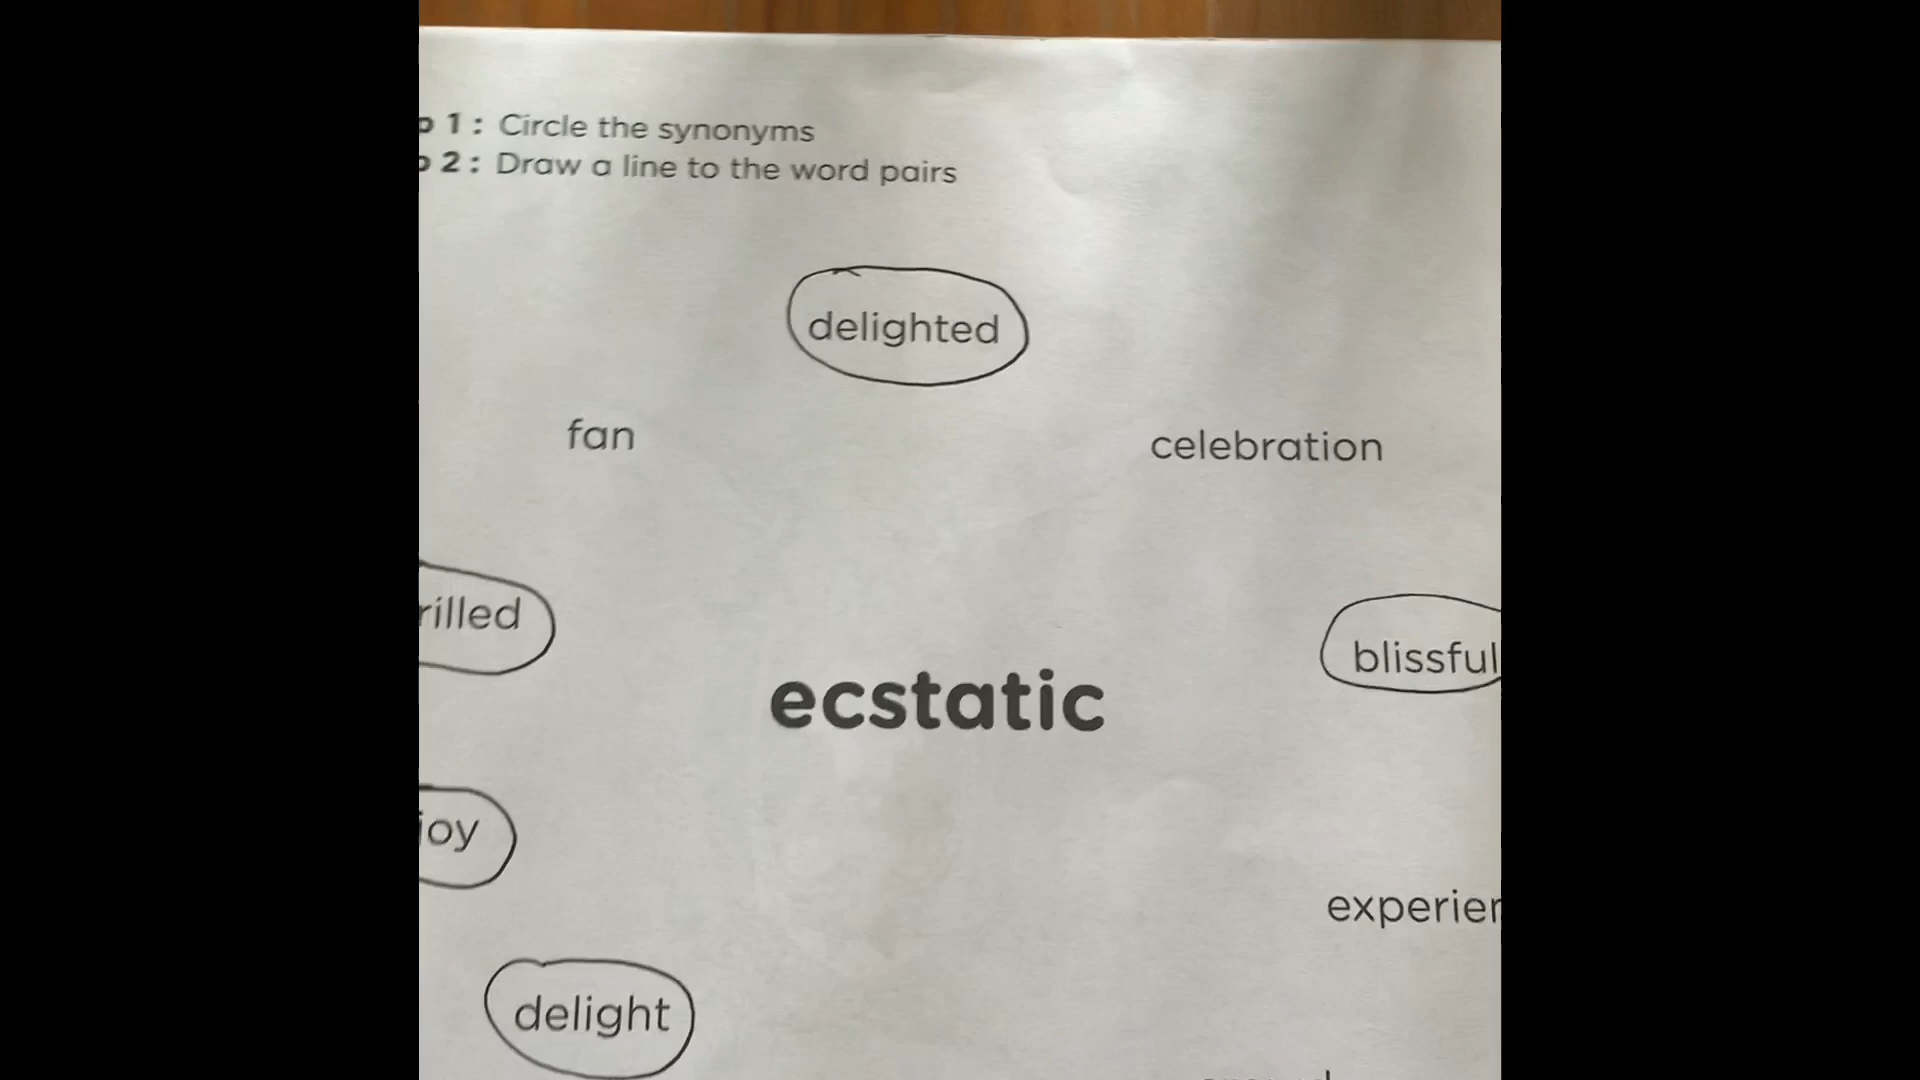 1 : Circle the synonyms
2 : Draw a line to the word pairs
delighted
fan
celebration
rilled
blissful
ecstatic
joy
experien
delight